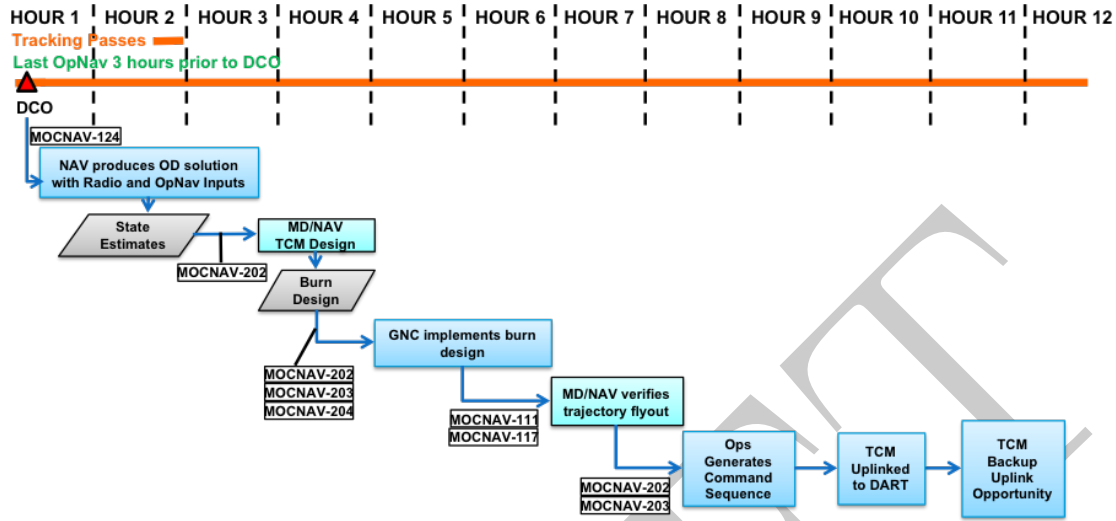 HOUR 1 HOUR 2 HOUR 3 HOUR 4 HOUR 5 HOUR 6 HOUR 7 HOUR 8 HOUR 9 HOUR 10 HOUR 11 HOUR 12
Tracking Passes
Last OpNav 3 hours prior to DCO
DCO
MOCNAV-124
NAV produces OD solution
with Radio and OpNav Inputs
State
Estimates
MOCNAV-202
MD/NAV
TCM Design
Burn
Design
MOCNAV-202
MOCNAV-203
MOCNAV-204
GNC implements burn
design
MOCNAV-111
MOCNAV-117
MD/NAV verifies
trajectory flyout
MOCNAV-202
MOCNAV-203
Ops
Generates
Command
Sequence
TCM
Uplinked
to DART
TCM
Backup
Uplink
Opportunity